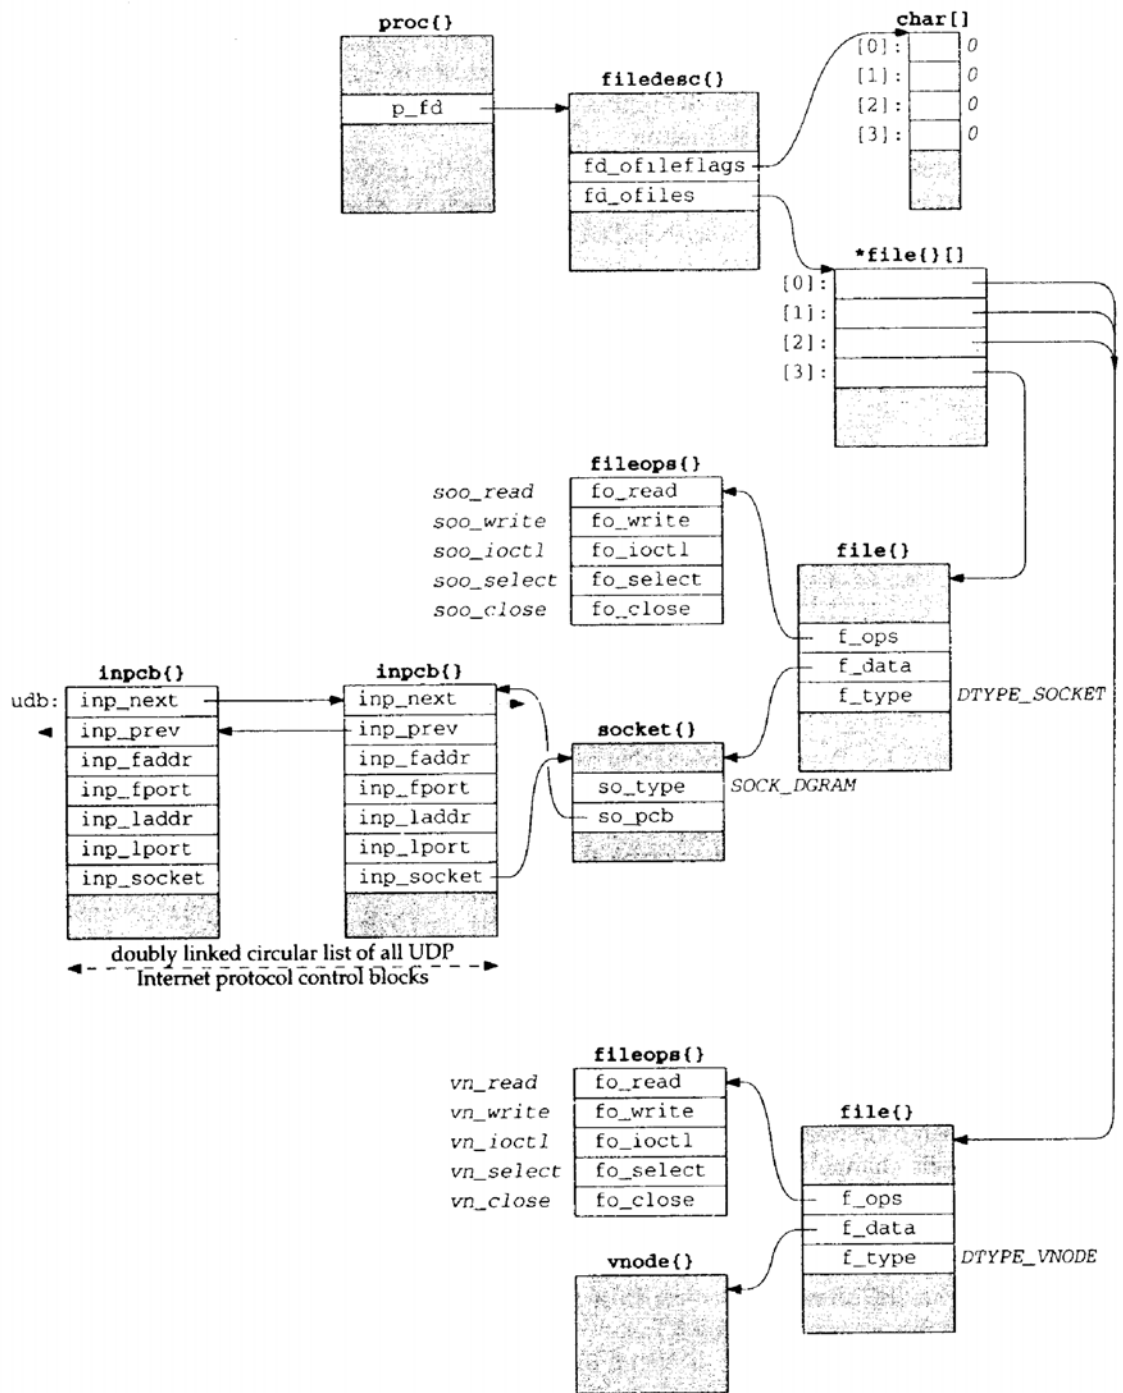 proc{}
p_fd
filedesc{}
fd_ofileflags
fd_ofiles
char[]
[0]: 0
[1]: 0
[2]: 0
[3]: 0
*file{}[]
[0]:
[1]:
[2]:
[3]:
fileops{}
soo_read fo_read
soo_write fo_write
soo_ioctl fo_ioctl
soo_select fo_select
soo_close fo_close
file{}
f_ops
f_data
f_type DTYPE_SOCKET
inpcb{}
udb: inp_next
inp_prev
inp_faddr
inp_fport
inp_laddr
inp_lport
inp_socket
inpcb{}
inp_next
inp_prev
inp_faddr
inp_fport
inp_laddr
inp_lport
inp_socket
socket{}
so_type SOCK_DGRAM
so_pcb
doubly linked circular list of all UDP
Internet protocol control blocks
fileops{}
vn_read fo_read
vn_write fo_write
vn_ioctl fo_ioctl
vn_select fo_select
vn_close fo_close
file{}
f_ops
f_data
f_type DTYPE_VNODE
vnode{}